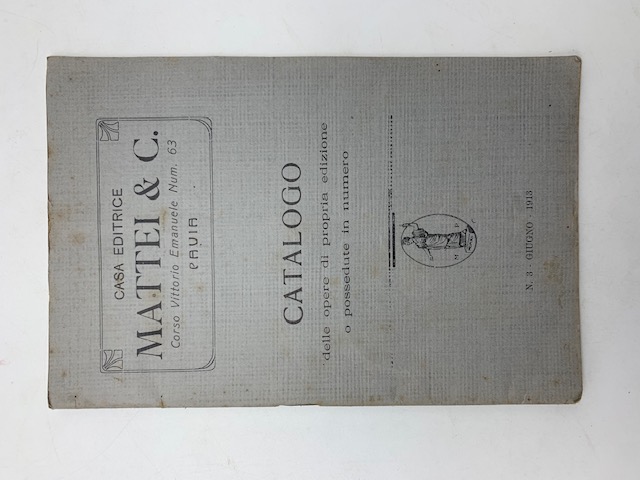 CASA EDITRICE
MATTEI & C.
Corso Vittorio Emanuele Num. 63
PAVIA
CATALOGO
delle opere di propria edizione
o possedute in numero
N. 3 - GIUGNO - 1913